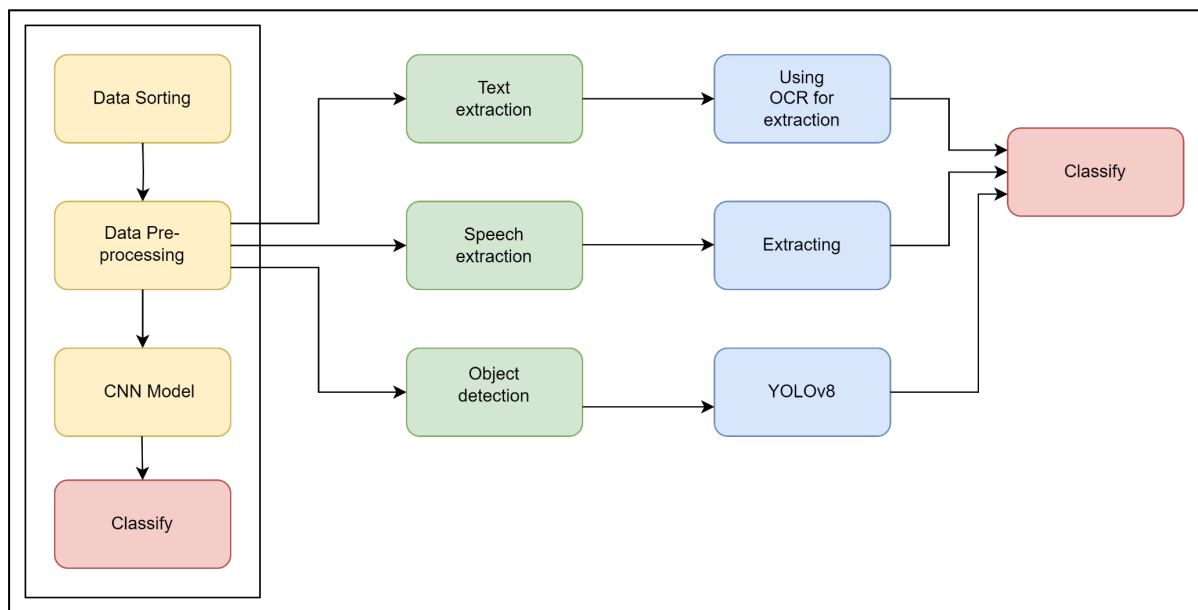 Data Sorting
Data Pre-
processing
CNN Model
Classify
Text
extraction
Speech
extraction
Object
detection
Using
OCR for
extraction
Extracting
YOLOv8
Classify